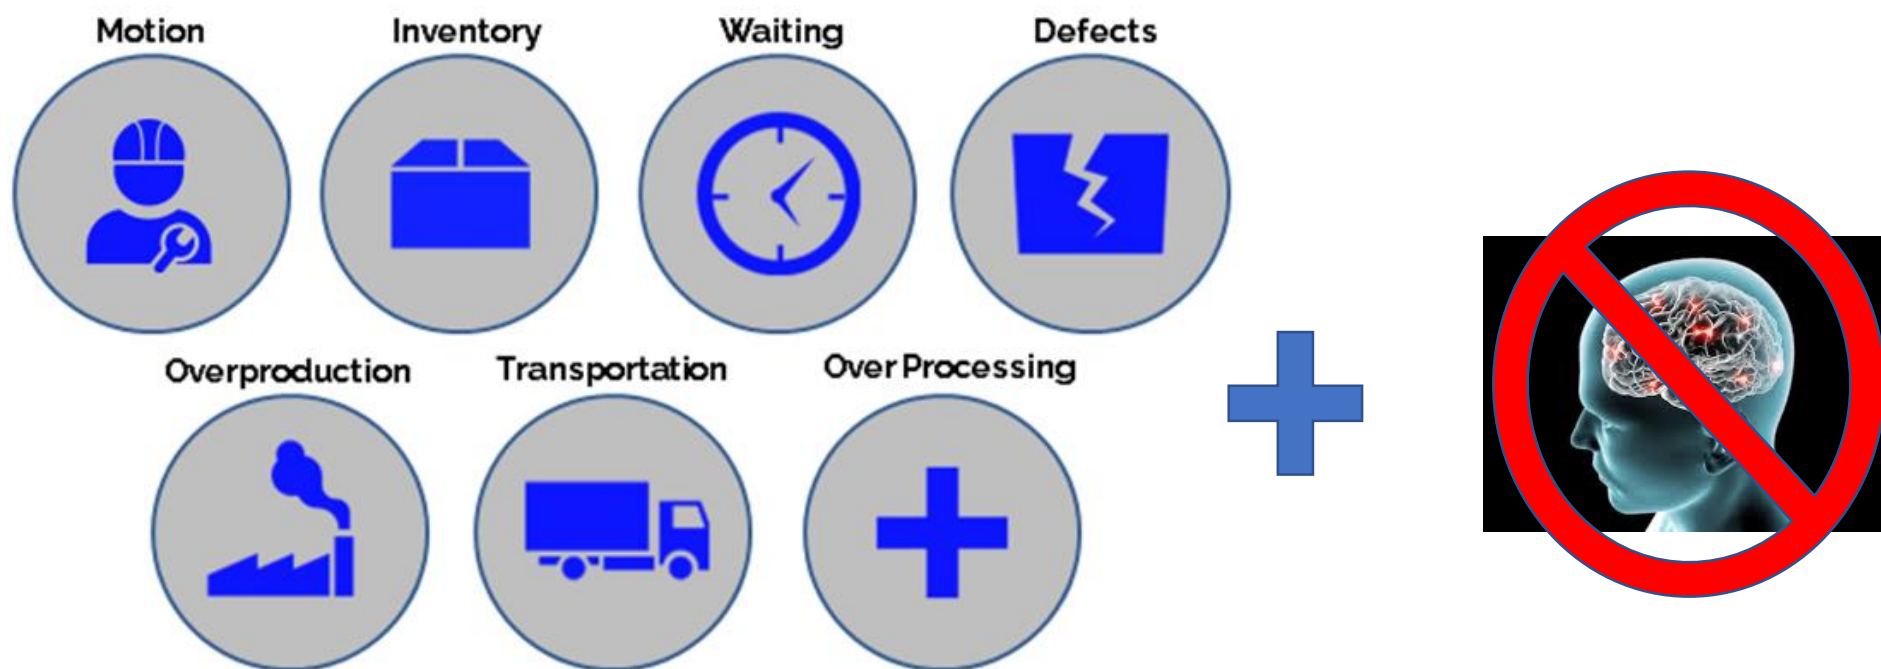 Motion
Inventory
Waiting
Defects
Overproduction
Transportation
Over Processing